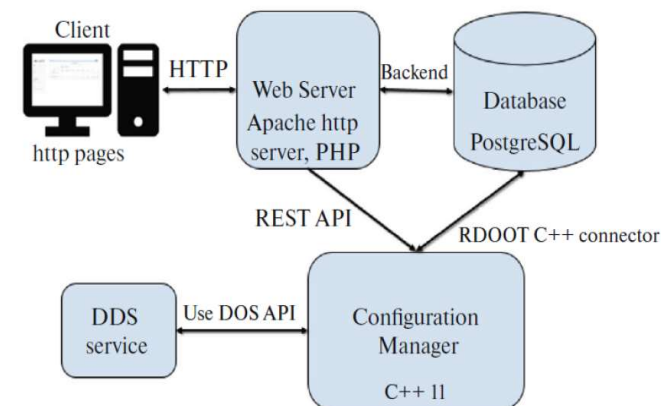 Client
http pages
HTTP
Web Server
Apache http
server, PHP
Backend
Database
PostgreSQL
REST API
RDOOT C++ connector
DDS
service
Use DOS API
Configuration
Manager
C++ 11